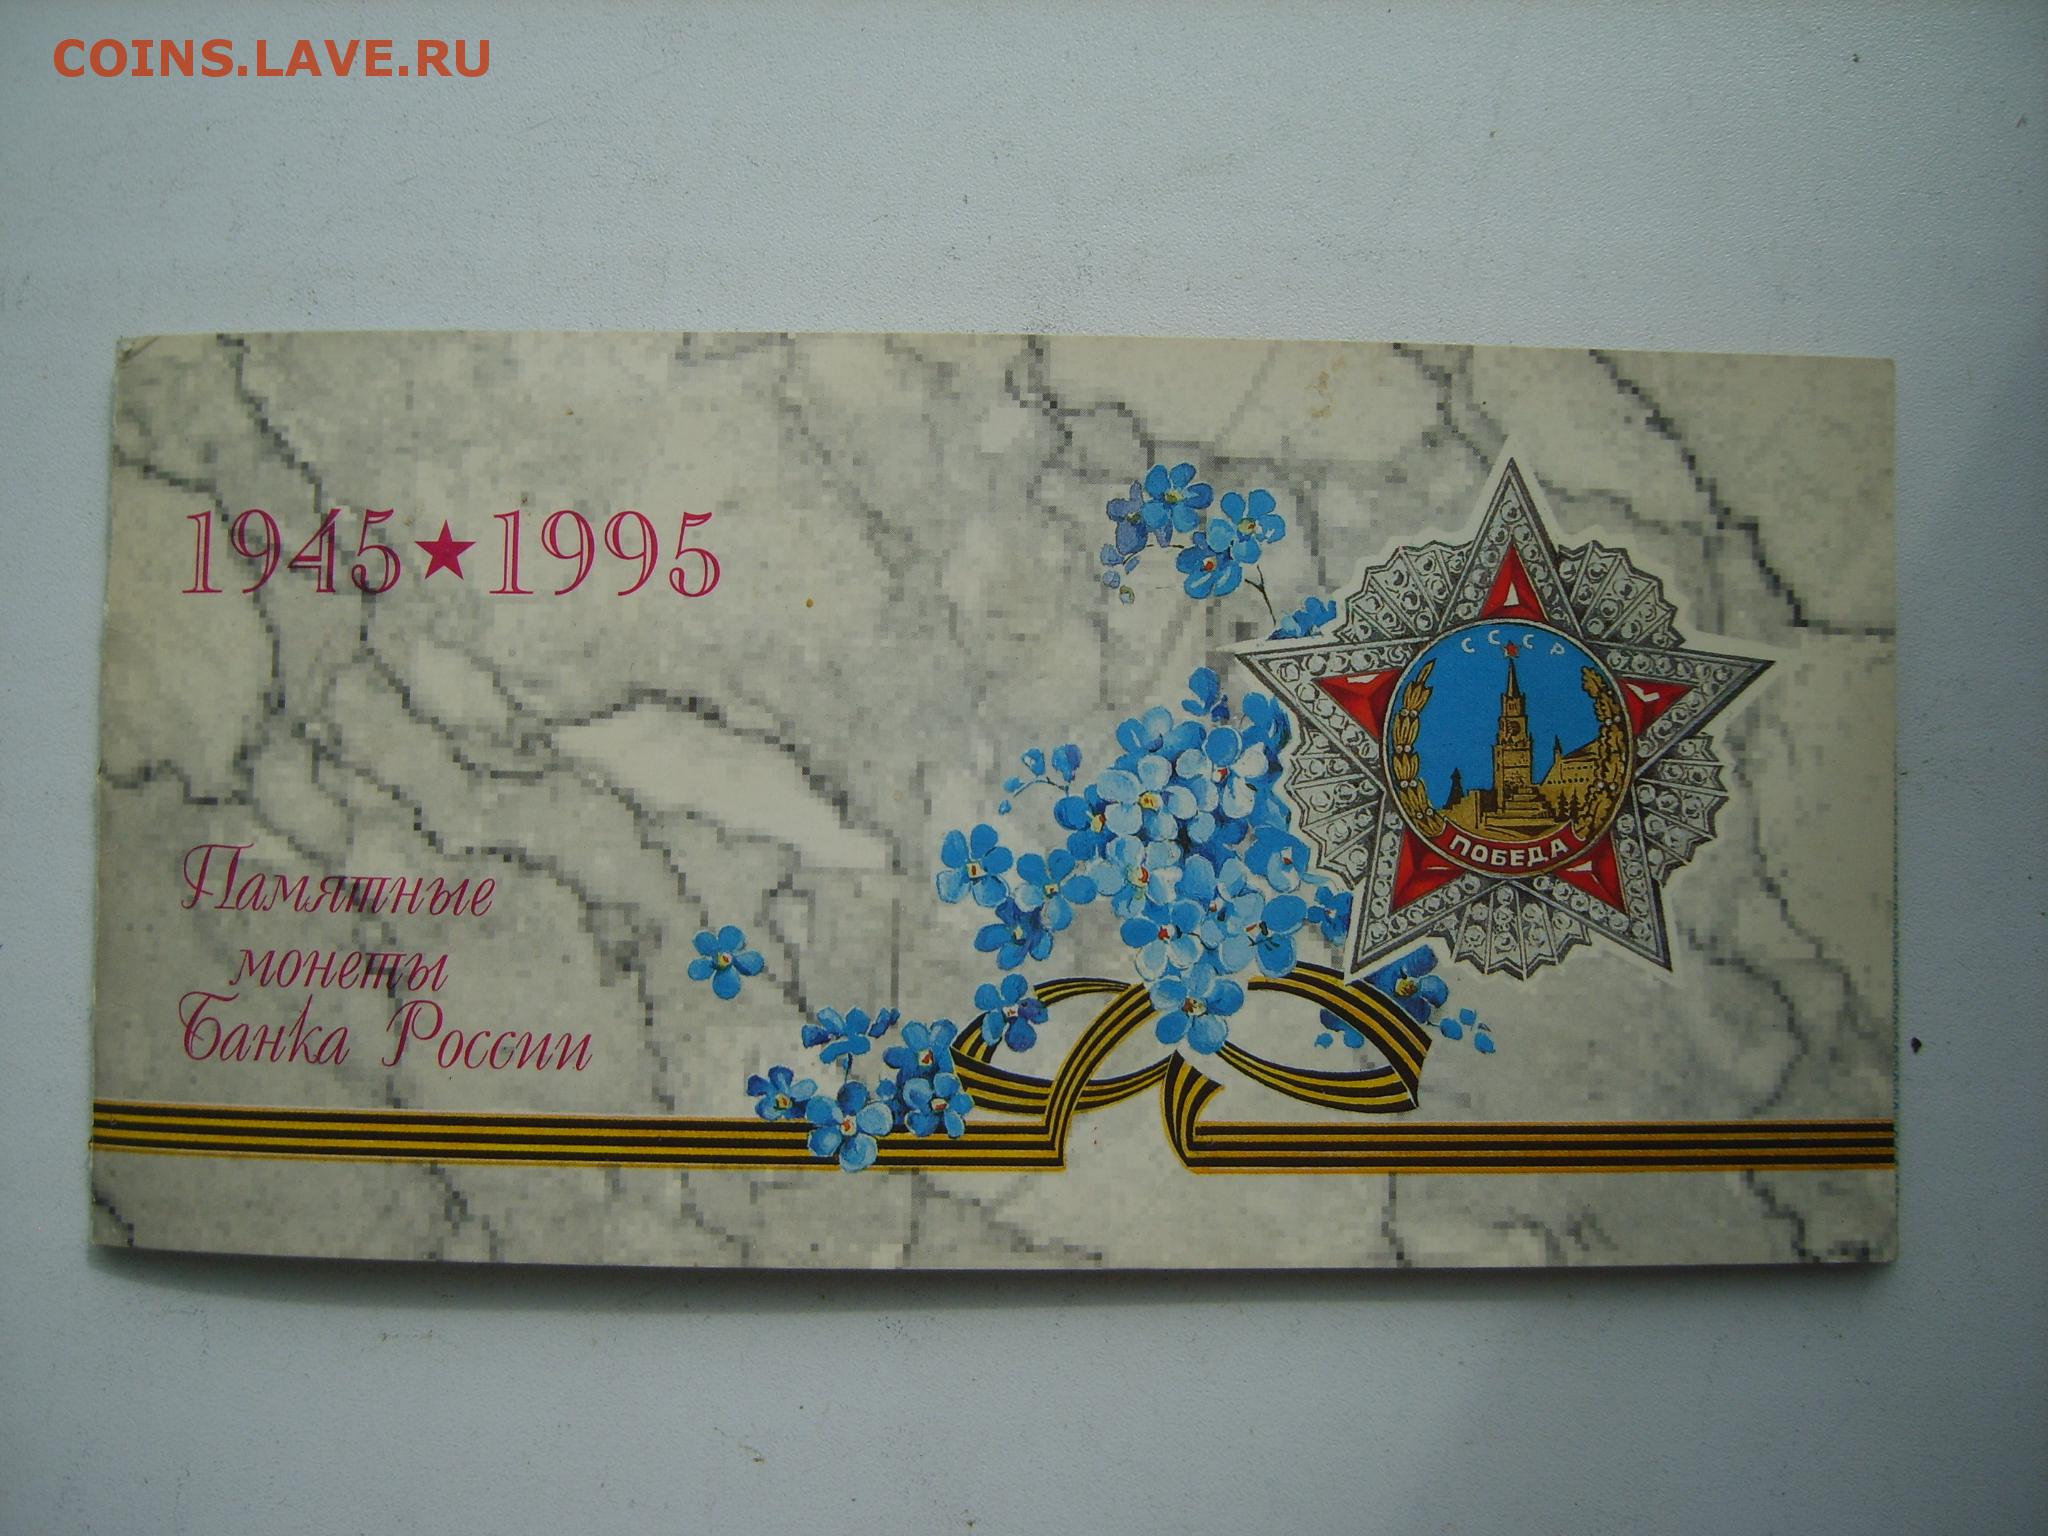 COINS.LAVE.RU
1945★1995
СССР
ПОБЕДА
Памятные
монеты
Банка России